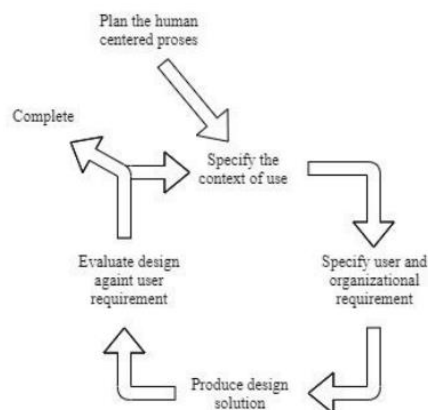 Plan the human
centered proses
Complete
Specify the
context of use
Evaluate design
againt user
requirement
Specify user and
organizational
requirement
Produce design
solution